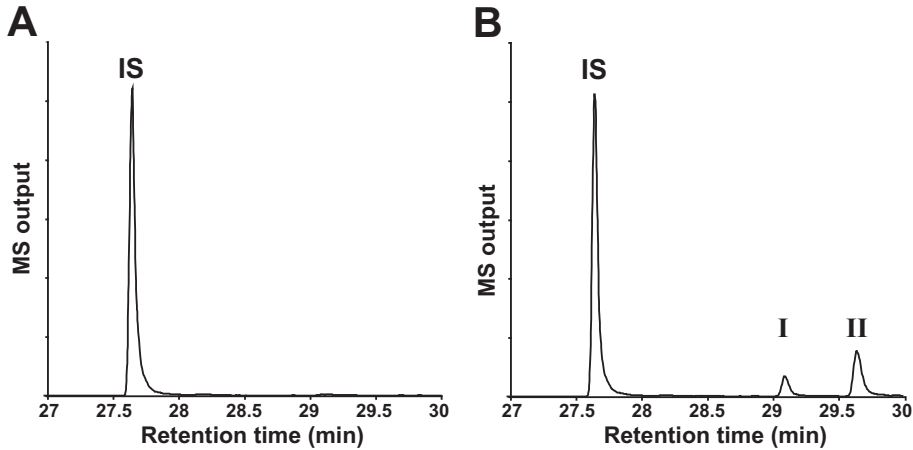 A
IS
MS output
27 27.5 28 28.5 29 29.5 30
Retention time (min)
B
IS
I II
MS output
27 27.5 28 28.5 29 29.5 30
Retention time (min)